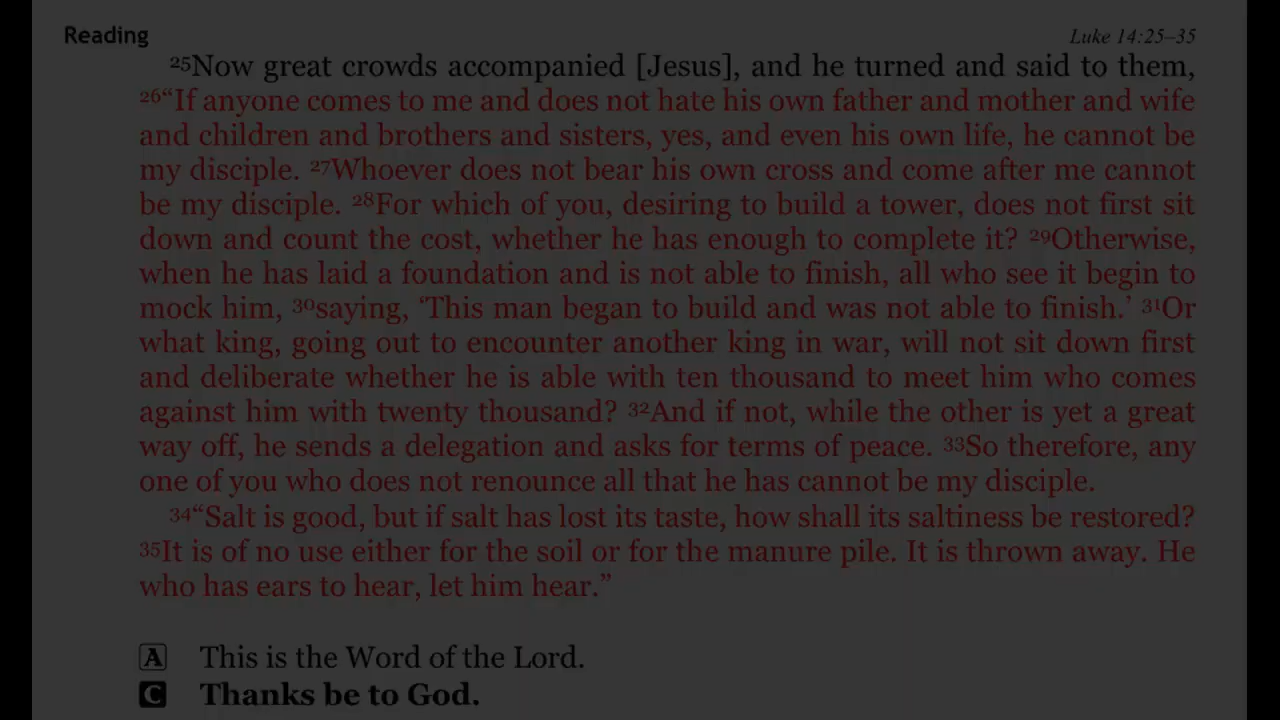 Reading Luke 14:25–35
25Now great crowds accompanied [Jesus], and he turned and said to them,
26“If anyone comes to me and does not hate his own father and mother and wife
and children and brothers and sisters, yes, and even his own life, he cannot be
my disciple. 27Whoever does not bear his own cross and come after me cannot
be my disciple. 28For which of you, desiring to build a tower, does not first sit
down and count the cost, whether he has enough to complete it? 29Otherwise,
when he has laid a foundation and is not able to finish, all who see it begin to
mock him, 30saying, ‘This man began to build and was not able to finish.’ 31Or
what king, going out to encounter another king in war, will not sit down first
and deliberate whether he is able with ten thousand to meet him who comes
against him with twenty thousand? 32And if not, while the other is yet a great
way off, he sends a delegation and asks for terms of peace. 33So therefore, any
one of you who does not renounce all that he has cannot be my disciple.
34“Salt is good, but if salt has lost its taste, how shall its saltiness be restored?
35It is of no use either for the soil or for the manure pile. It is thrown away. He
who has ears to hear, let him hear.”
A This is the Word of the Lord.
C Thanks be to God.